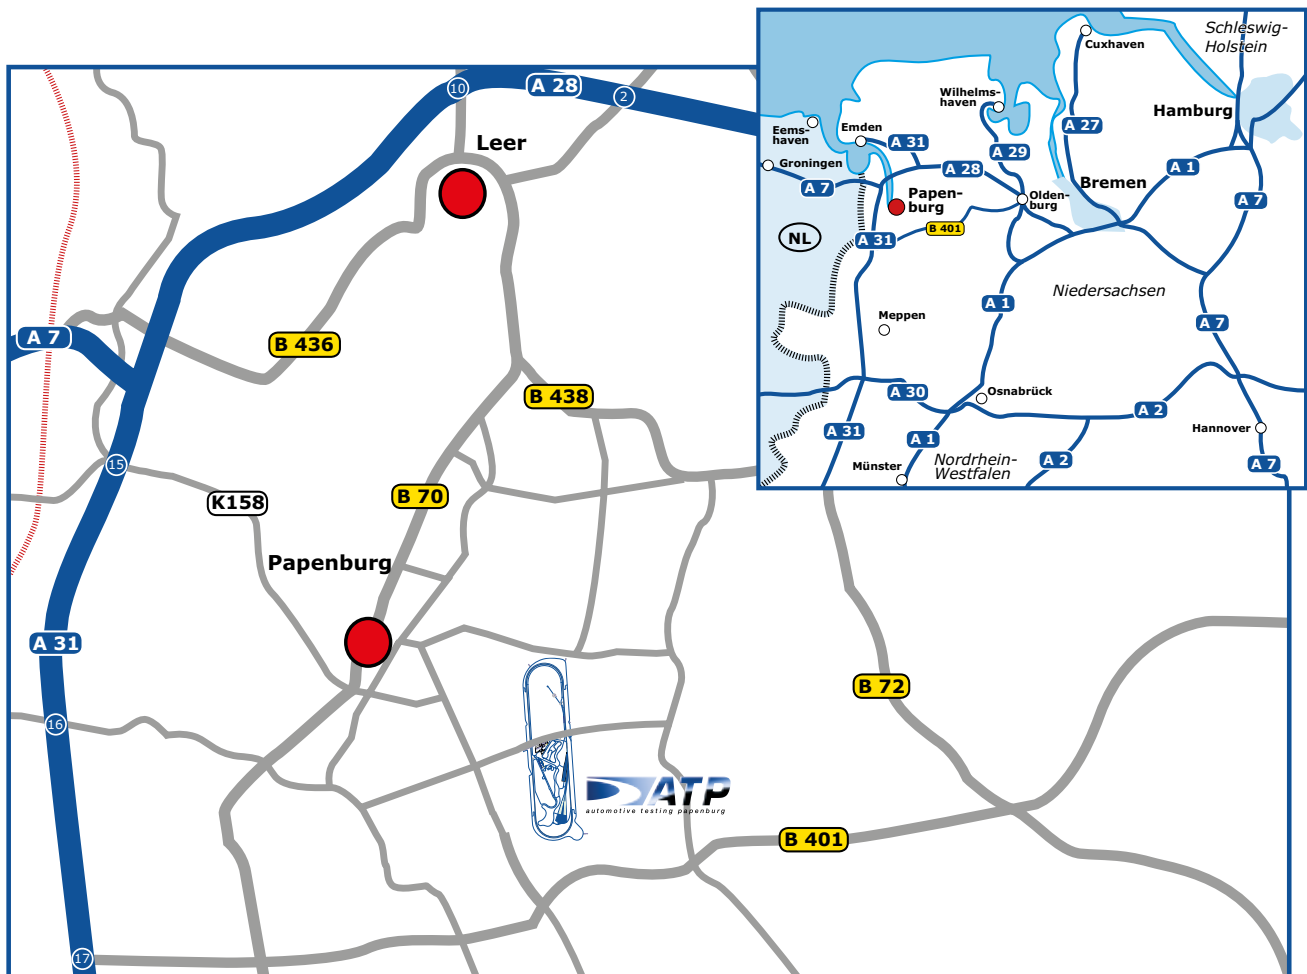 10
A 28
2
Leer
A 7
B 436
B 438
15
K158
B 70
Papenburg
A 31
16
B 72
ATP
automotive testing papenburg
B 401
17
Schleswig-
Holstein
Cuxhaven
Wilhelms-
haven
Hamburg
Eems-
haven
Emden
A 31
A 27
A 29
Groningen
A 28
A 1
A 7
Bremen
A 7
Papen-
burg
Olden-
burg
B 401
NL
A 31
Niedersachsen
A 1
Meppen
A 7
A 30
Osnabrück
A 2
A 31
A 1
Hannover
Münster
Nordrhein-
Westfalen
A 2
A 7